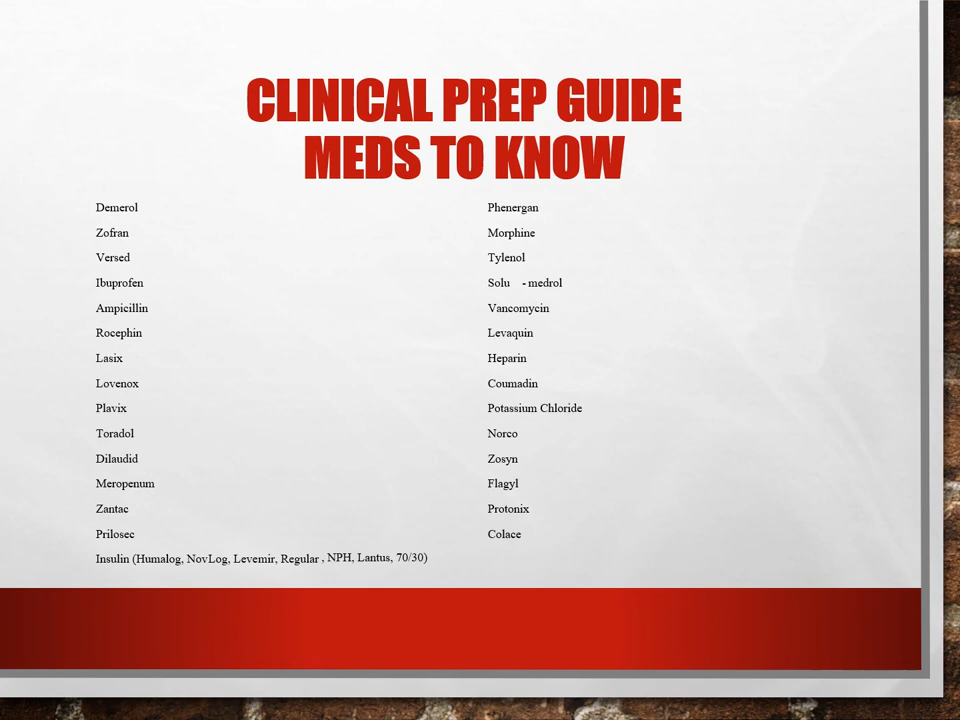 CLINICAL PREP GUIDE
MEDS TO KNOW
Demerol
Zofran
Versed
Ibuprofen
Ampicillin
Rocephin
Lasix
Lovenox
Plavix
Toradol
Dilaudid
Meropenum
Zantac
Prilosec
Insulin (Humalog, NovLog, Levemir, Regular , NPH, Lantus, 70/30)
Phenergan
Morphine
Tylenol
Solu - medrol
Vancomycin
Levaquin
Heparin
Coumadin
Potassium Chloride
Norco
Zosyn
Flagyl
Protonix
Colace